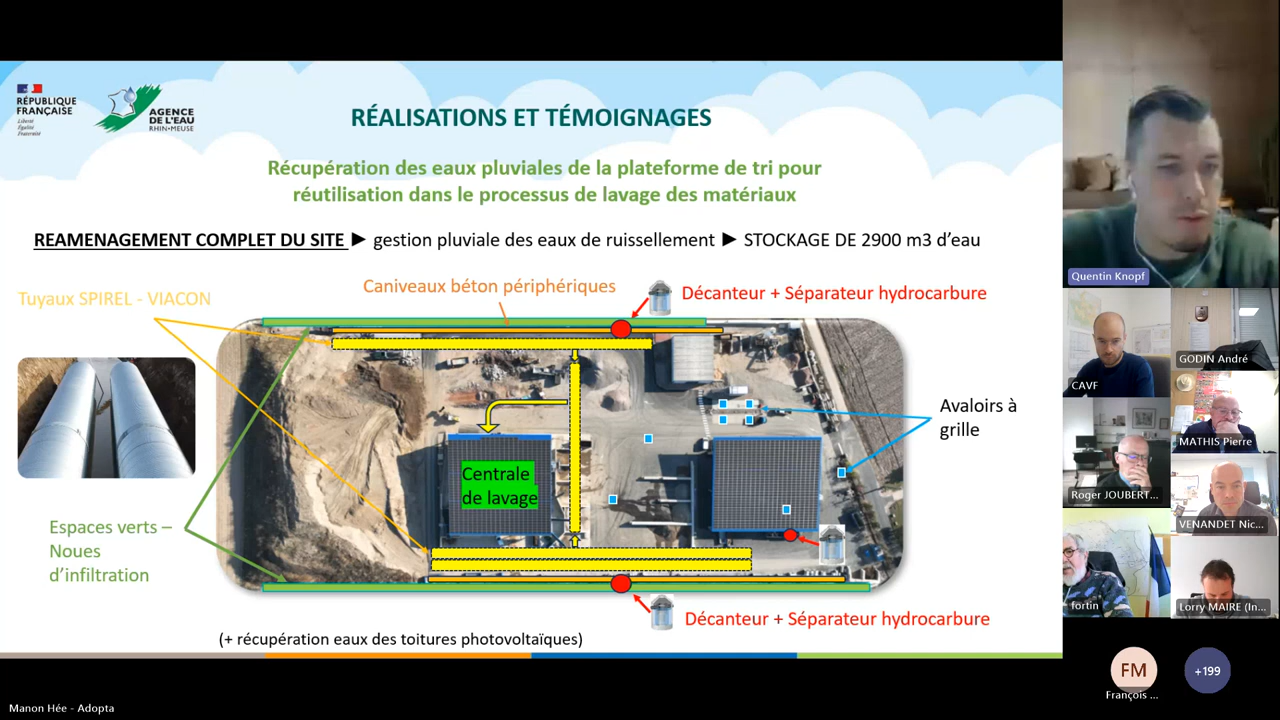 RÉPUBLIQUE
FRANÇAISE
Liberté
Égalité
Fraternité
AGENCE
DE L'EAU
RHIN•MEUSE
RÉALISATIONS ET TÉMOIGNAGES
Récupération des eaux pluviales de la plateforme de tri pour
réutilisation dans le processus de lavage des matériaux
REAMENAGEMENT COMPLET DU SITE ► gestion pluviale des eaux de ruissellement ► STOCKAGE DE 2900 m3 d'eau
Tuyaux SPIREL - VIACON
Caniveaux béton périphériques
Décanteur + Séparateur hydrocarbure
Avaloirs à
grille
Centrale
de lavage
Espaces verts –
Noues
d'infiltration
Décanteur + Séparateur hydrocarbure
(+ récupération eaux des toitures photovoltaïques)
Manon Hée - Adopta
Quentin Knopf
CAVF
GODIN André
MATHIS Pierre
Roger JOUBERT...
VENANDET Nic...
fortin
Lorry MAIRE (In...
FM
François ...
+199